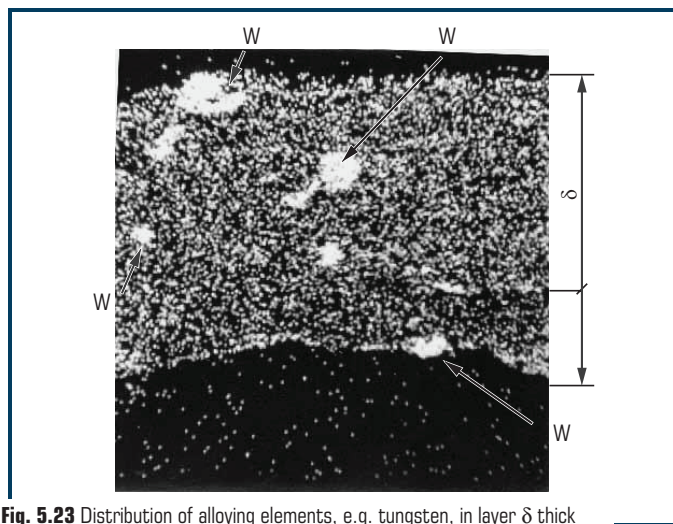 W W
δ
W
W
Fig. 5.23 Distribution of alloying elements, e.g. tungsten, in layer δ thick